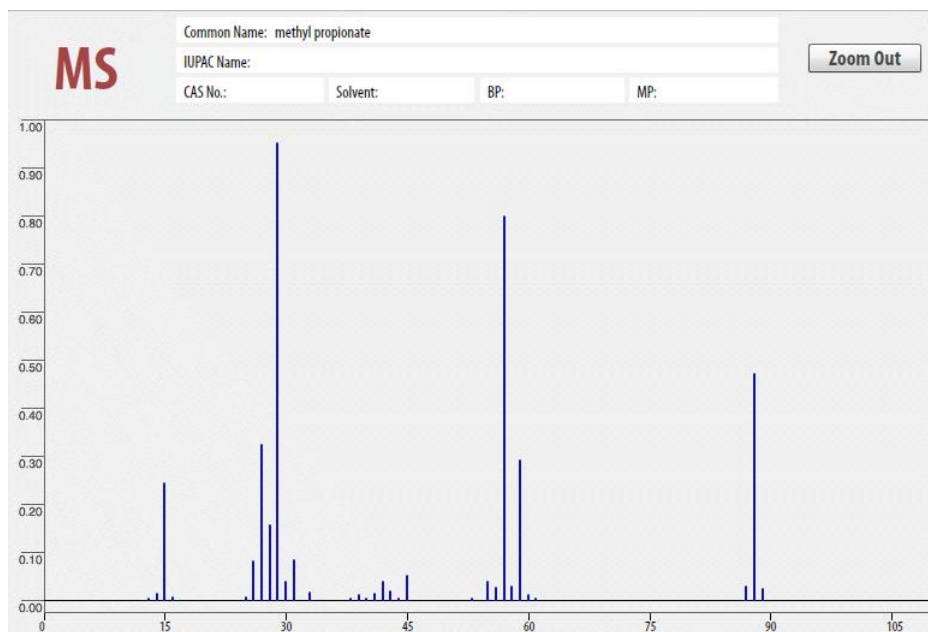 MS
Common Name: methyl propionate
IUPAC Name:
CAS No.: Solvent: BP: MP:
Zoom Out
1.00
0.90
0.80
0.70
0.60
0.50
0.40
0.30
0.20
0.10
0.00
0 15 30 45 60 75 90 105